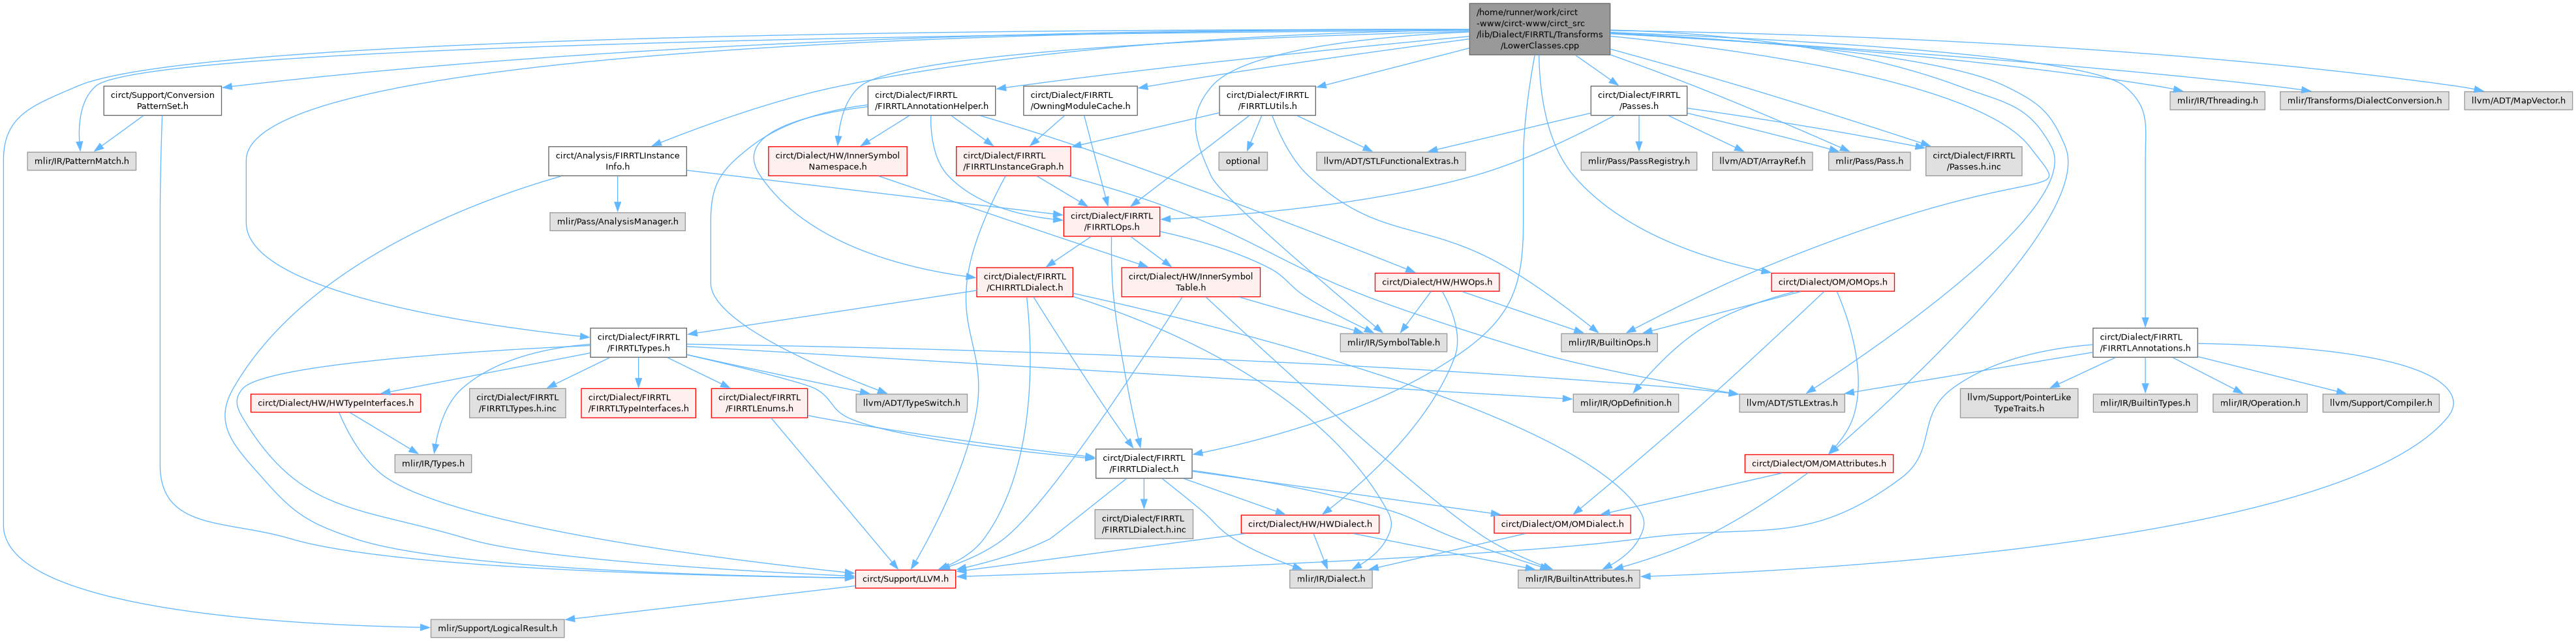 /home/runner/work/circt
-www/circt-www/circt_src
/lib/Dialect/FIRRTL/Transforms
/LowerClasses.cpp
circt/Support/Conversion
PatternSet.h
circt/Dialect/FIRRTL
/FIRRTLAnnotationHelper.h
circt/Dialect/FIRRTL
/OwningModuleCache.h
circt/Dialect/FIRRTL
/FIRRTLUtils.h
circt/Dialect/FIRRTL
/Passes.h
mlir/IR/Threading.h
mlir/Transforms/DialectConversion.h
llvm/ADT/MapVector.h
mlir/IR/PatternMatch.h
circt/Analysis/FIRRTLInstance
Info.h
circt/Dialect/HW/InnerSymbol
Namespace.h
circt/Dialect/FIRRTL
/FIRRTLInstanceGraph.h
optional
llvm/ADT/STLFunctionalExtras.h
mlir/Pass/PassRegistry.h
llvm/ADT/ArrayRef.h
mlir/Pass/Pass.h
circt/Dialect/FIRRTL
/Passes.h.inc
mlir/Pass/AnalysisManager.h
circt/Dialect/FIRRTL
/FIRRTLOps.h
circt/Dialect/FIRRTL
/CHIRRTLDialect.h
circt/Dialect/HW/InnerSymbol
Table.h
circt/Dialect/HW/HWOps.h
circt/Dialect/OM/OMOps.h
circt/Dialect/FIRRTL
/FIRRTLTypes.h
mlir/IR/SymbolTable.h
mlir/IR/BuiltinOps.h
circt/Dialect/FIRRTL
/FIRRTLAnnotations.h
circt/Dialect/HW/HWTypeInterfaces.h
circt/Dialect/FIRRTL
/FIRRTLTypes.h.inc
circt/Dialect/FIRRTL
/FIRRTLTypeInterfaces.h
circt/Dialect/FIRRTL
/FIRRTLEnums.h
llvm/ADT/TypeSwitch.h
mlir/IR/OpDefinition.h
llvm/ADT/STLExtras.h
llvm/Support/PointerLike
TypeTraits.h
mlir/IR/BuiltinTypes.h
mlir/IR/Operation.h
llvm/Support/Compiler.h
mlir/IR/Types.h
circt/Dialect/FIRRTL
/FIRRTLDialect.h
circt/Dialect/OM/OMAttributes.h
circt/Dialect/FIRRTL
/FIRRTLDialect.h.inc
circt/Dialect/HW/HWDialect.h
circt/Dialect/OM/OMDialect.h
circt/Support/LLVM.h
mlir/IR/Dialect.h
mlir/IR/BuiltinAttributes.h
mlir/Support/LogicalResult.h